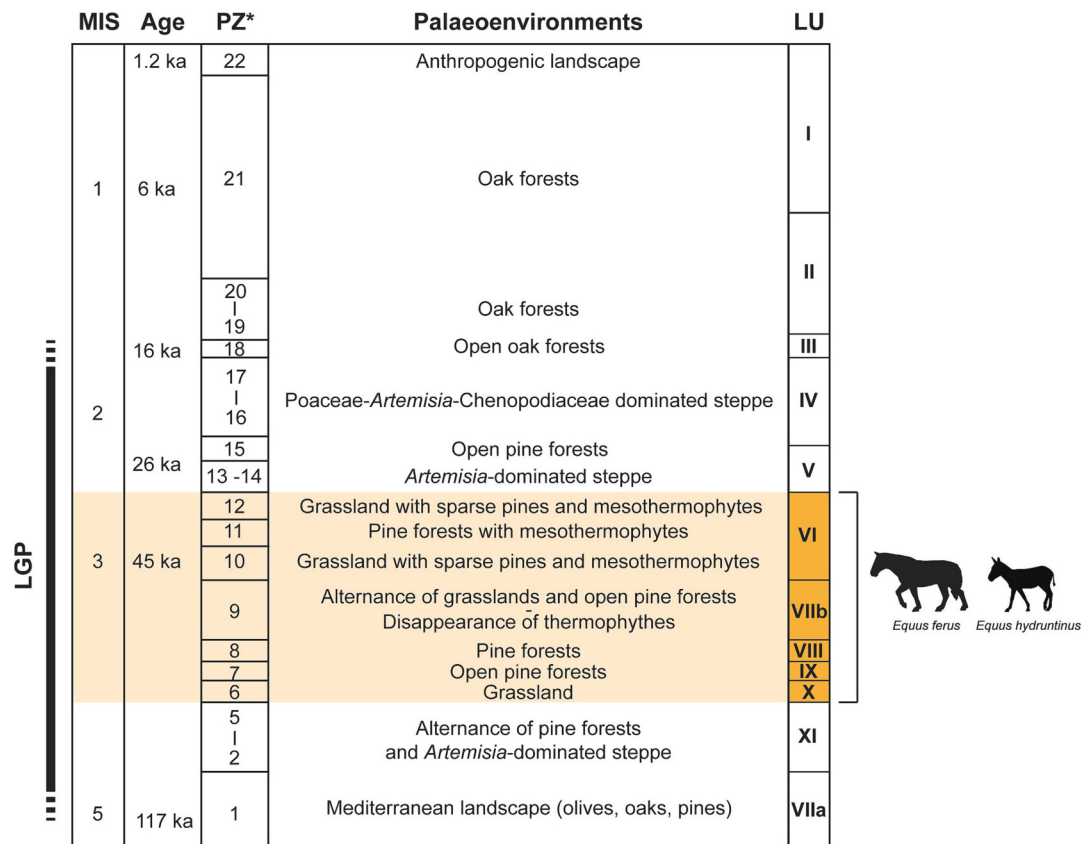 MIS Age PZ* Palaeoenvironments LU
1.2 ka 22 Anthropogenic landscape
I
1 6 ka 21 Oak forests
II
20
–
19
Oak forests
16 ka 18 Open oak forests III
17
–
16
2 Poaceae-Artemisia-Chenopodiaceae dominated steppe IV
15 Open pine forests
26 ka V
13 -14 Artemisia-dominated steppe
12 Grassland with sparse pines and mesothermophytes
11 Pine forests with mesothermophytes VI
LGP
3 45 ka 10 Grassland with sparse pines and mesothermophytes
9 Alternance of grasslands and open pine forests
-
Disappearance of thermophythes
VIIb
Equus ferus Equus hydruntinus
8 Pine forests VIII
7 Open pine forests IX
6 Grassland X
5
–
2
Alternance of pine forests
and Artemisia-dominated steppe
XI
5 117 ka 1 Mediterranean landscape (olives, oaks, pines) VIIa